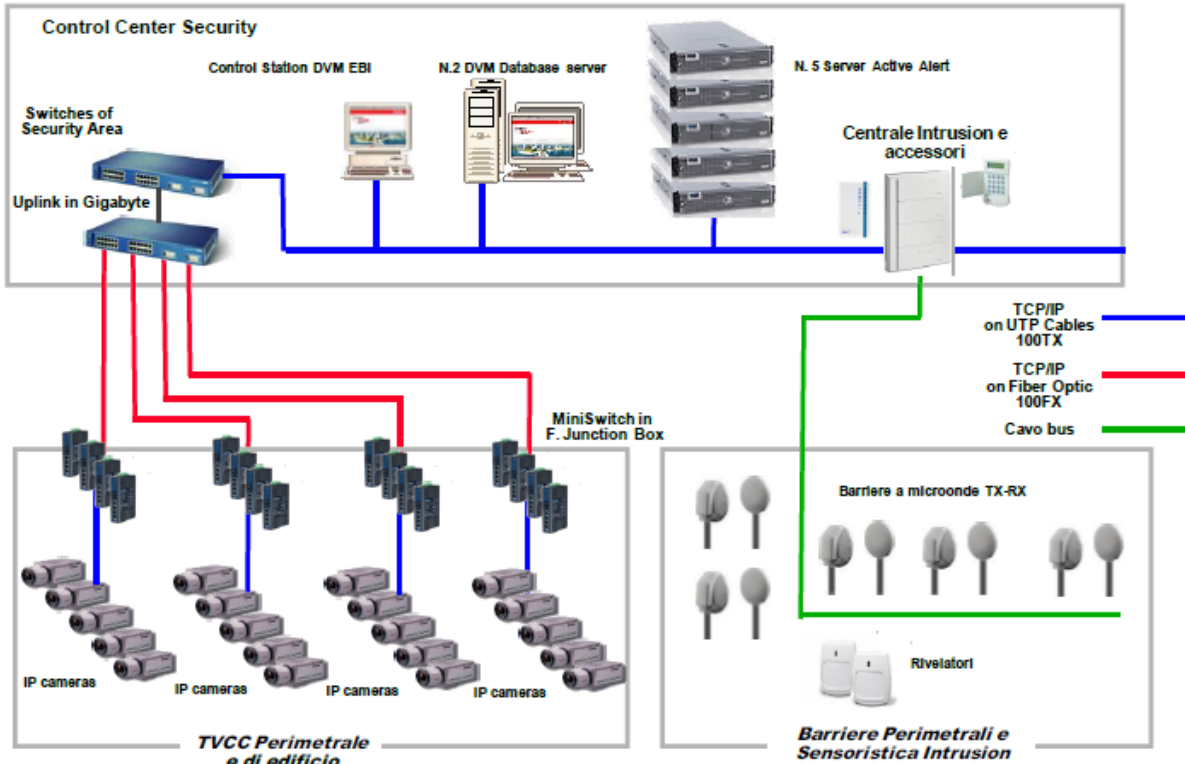 Control Center Security
Control Station DVM EBI
N.2 DVM Database server
N. 5 Server Active Alert
Switches of
Security Area
Centrale Intrusion e
accessori
Uplink in Gigabyte
TCP/IP
on UTP Cables
100TX
TCP/IP
on Fiber Optic
100FX
Cavo bus
MiniSwitch in
F. Junction Box
Barriere a microonde TX-RX
Rivelatori
IP cameras
IP cameras
IP cameras
IP cameras
TVCC Perimetrale
e di edificio
Barriere Perimetrali e
Sensoristica Intrusion